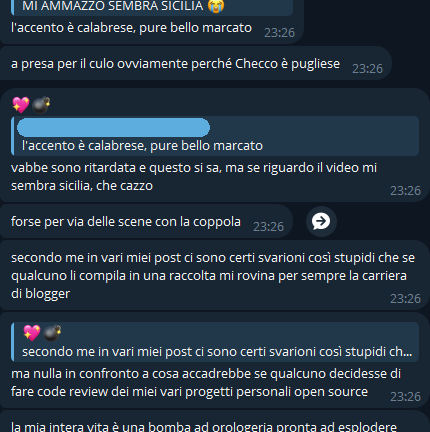 MI AMMAZZO SEMBRA SICILIA 😭
l'accento è calabrese, pure bello marcato
23:26
a presa per il culo ovviamente perché Checco è pugliese
23:26
💖💣
l'accento è calabrese, pure bello marcato
vabbe sono ritardata e questo si sa, ma se riguardo il video mi
sembra sicilia, che cazzo
23:26
forse per via delle scene con la coppola
23:26
secondo me in vari miei post ci sono certi svarioni così stupidi che se
qualcuno li compila in una raccolta mi rovina per sempre la carriera
di blogger
23:26
💖💣
secondo me in vari miei post ci sono certi svarioni così stupidi ch...
ma nulla in confronto a cosa accadrebbe se qualcuno decidesse di
fare code review dei miei vari progetti personali open source
23:26
la mia intera vita è una bomba ad orologeria pronta ad esplodere